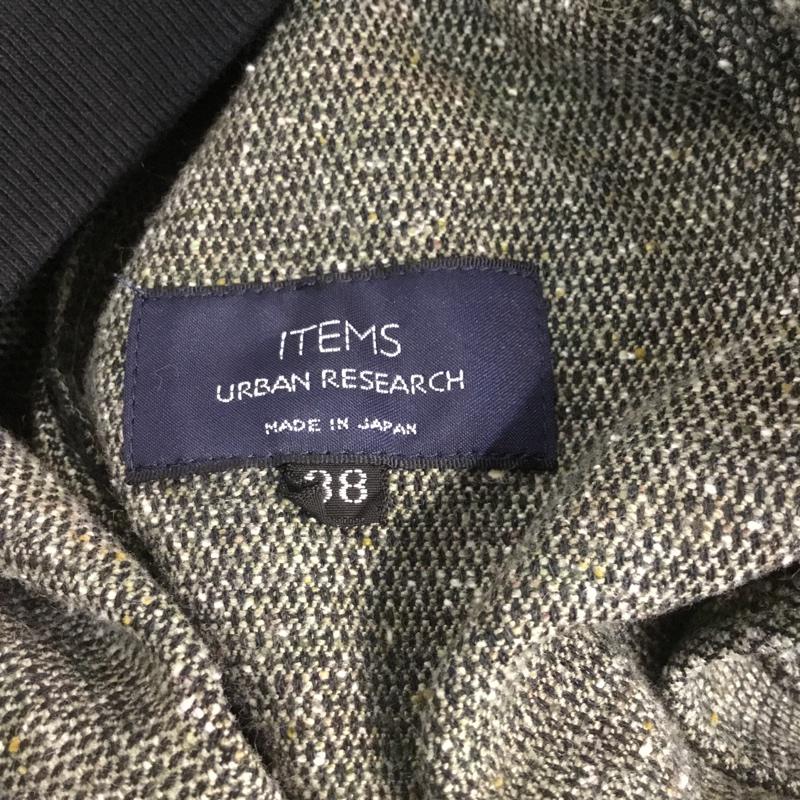 ITEMS
URBAN RESEARCH
MADE IN JAPAN
38